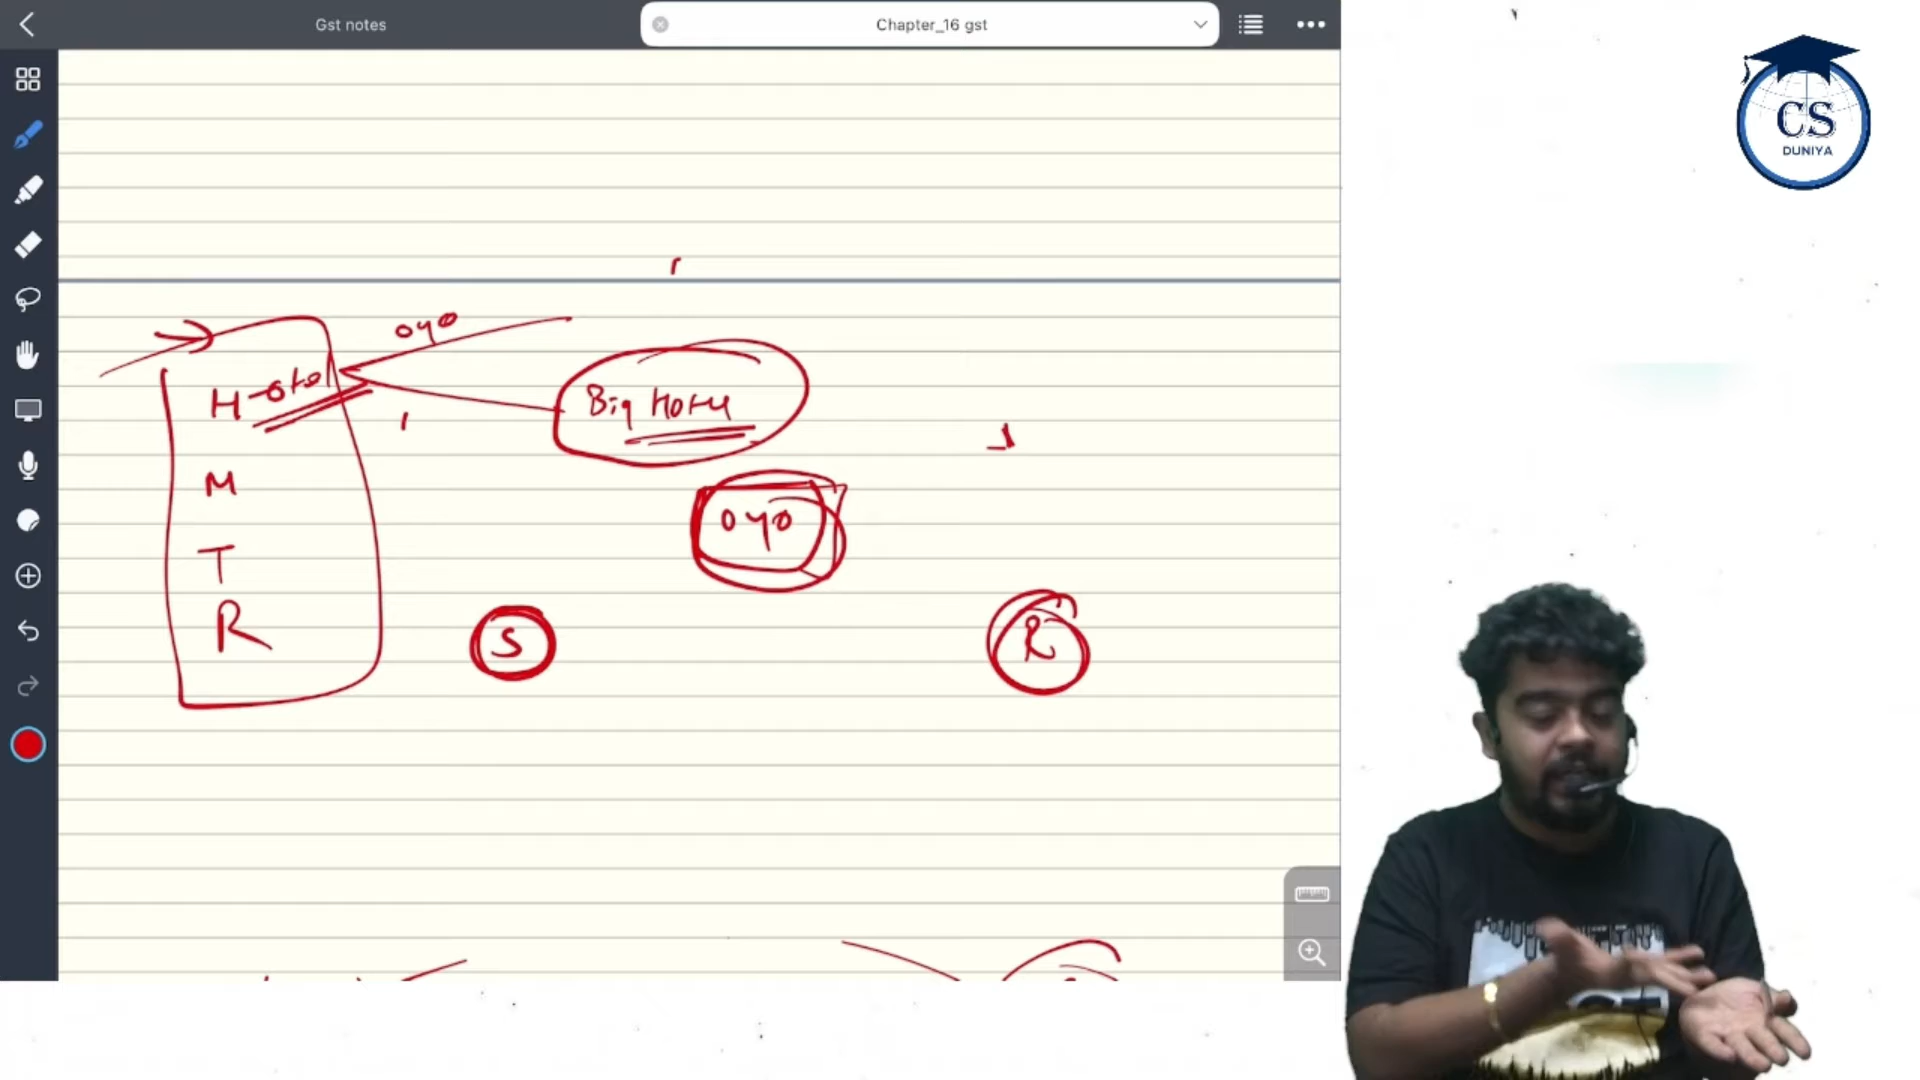 Gst notes
Chapter_16 gst
CS
DUNIYA
oyo
Hotel
Big Hotel
M
oyo
T
R
S
R